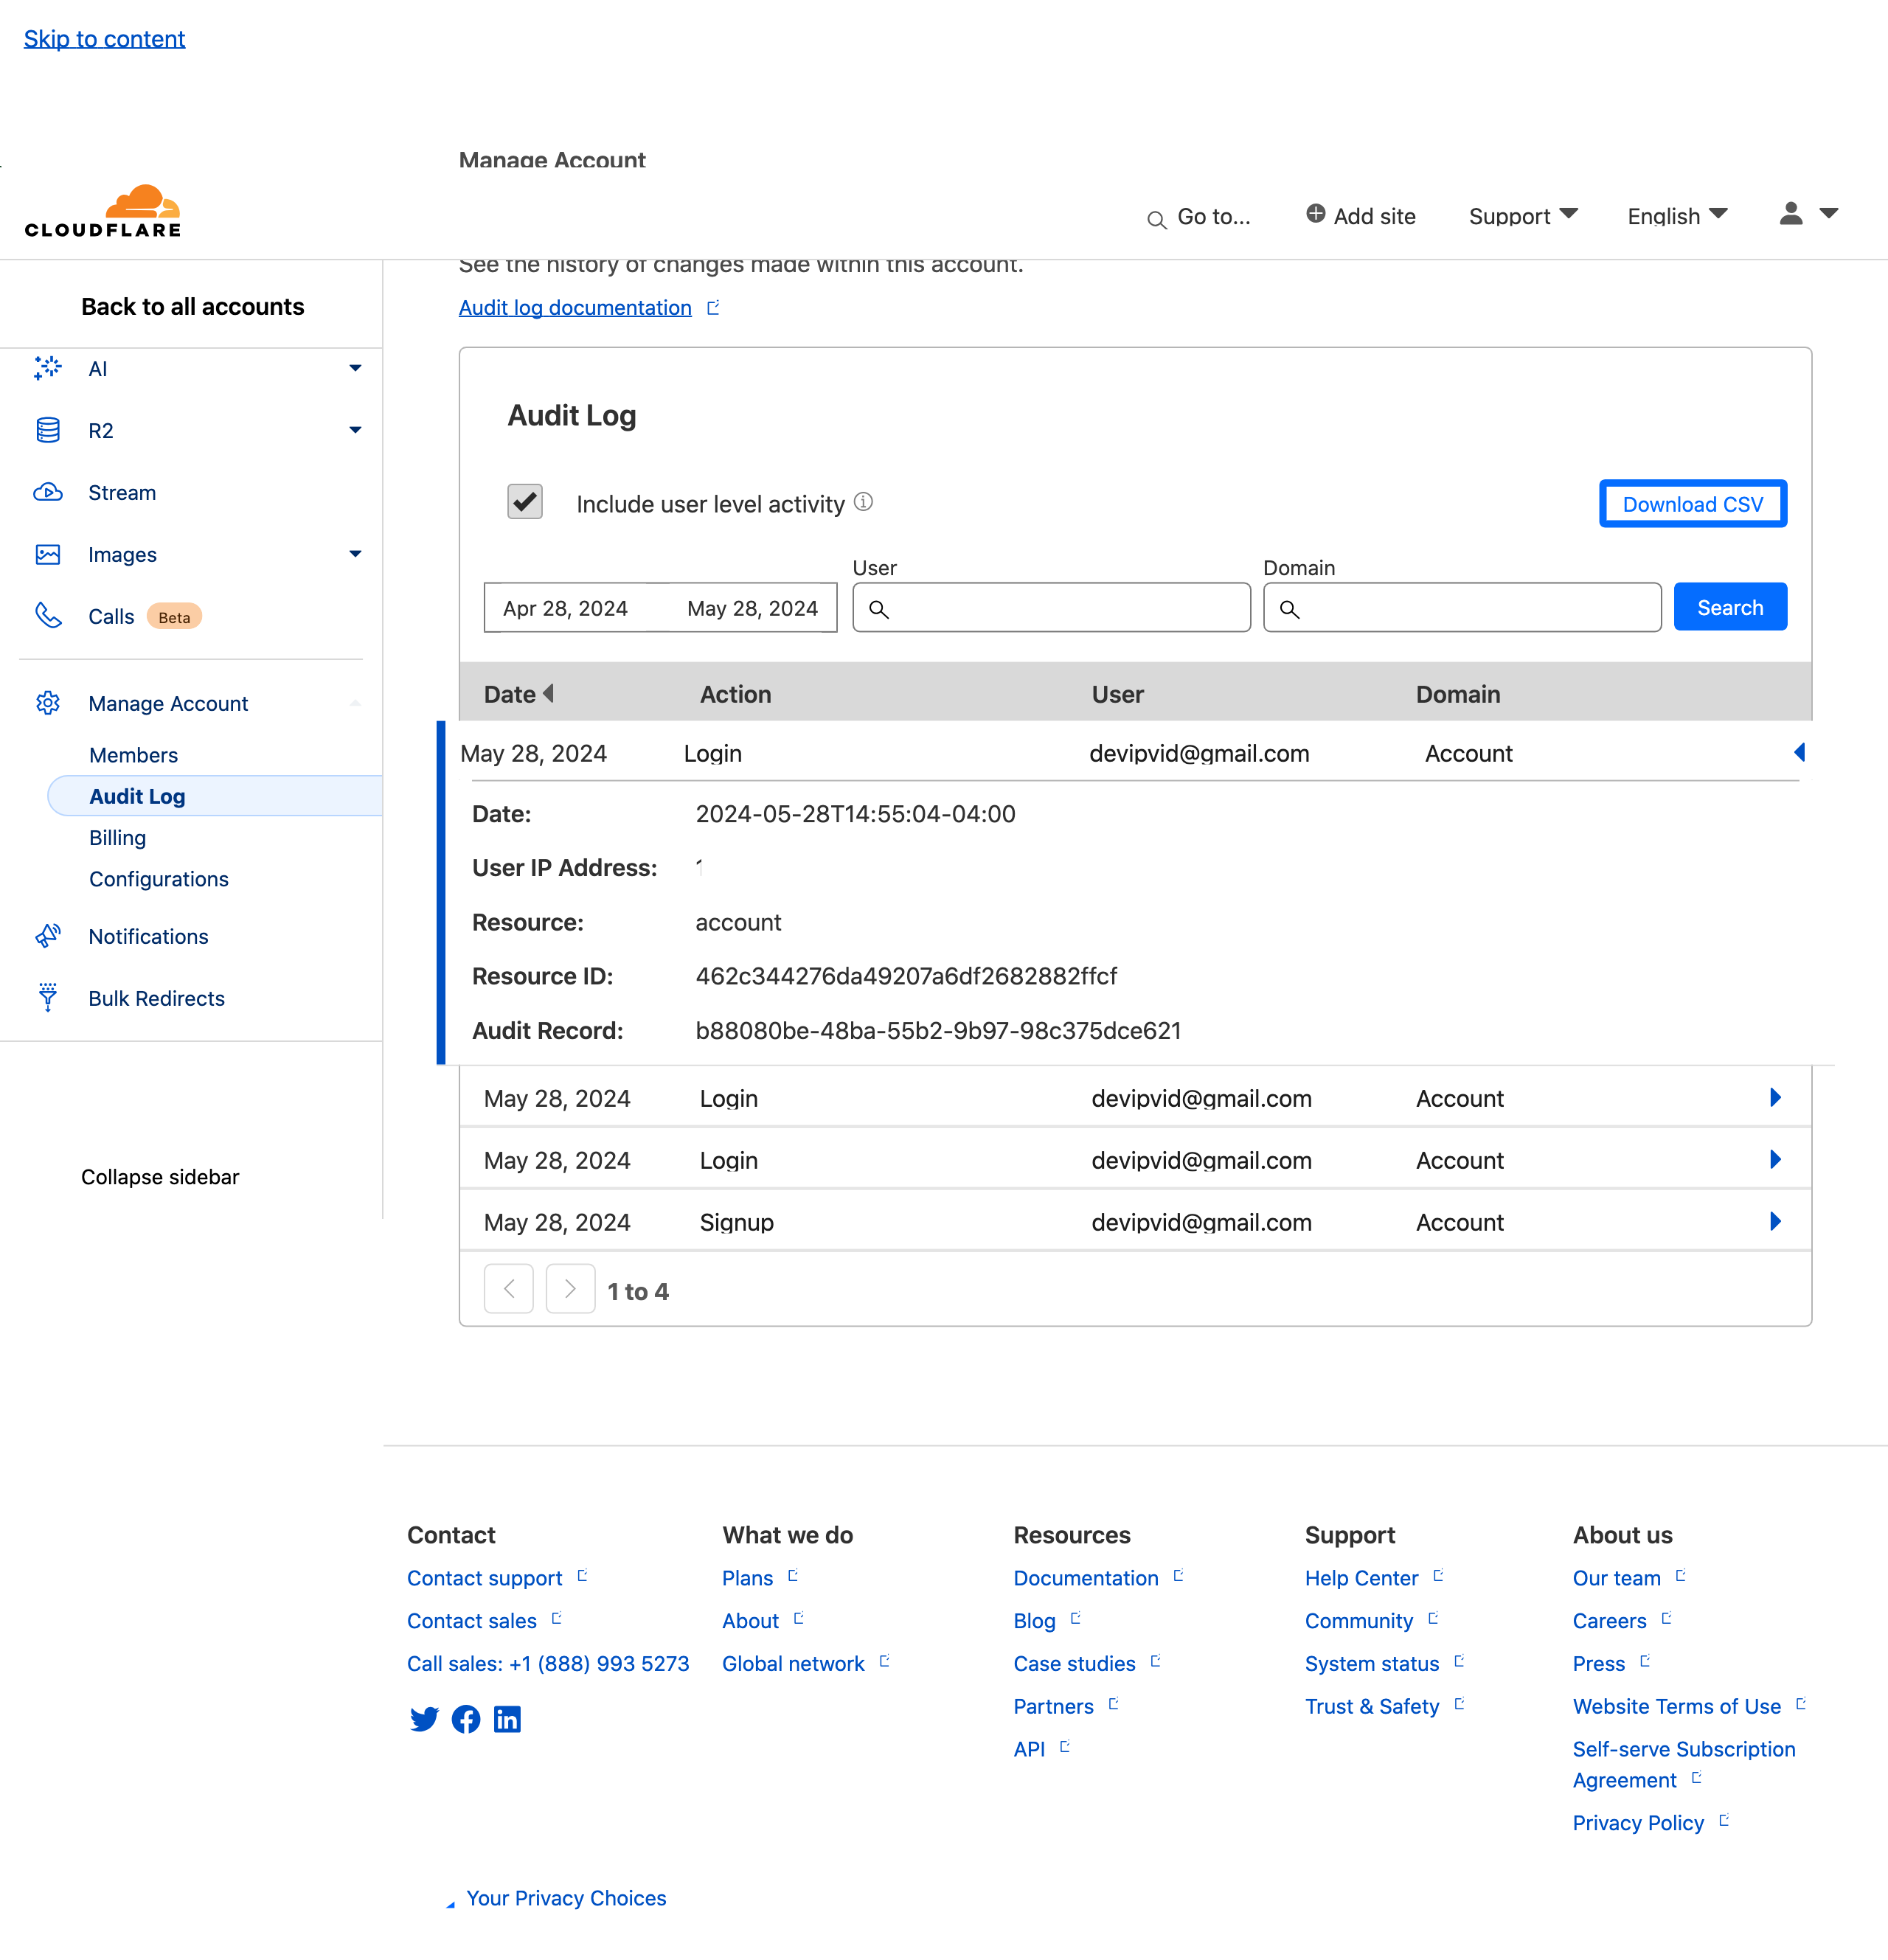 Skip to content
Manage Account
CLOUDFLARE
Go to...
Add site
Support
English
See the history of changes made within this account.
Audit log documentation
Back to all accounts
AI
R2
Stream
Images
Calls Beta
Manage Account
Members
Audit Log
Billing
Configurations
Notifications
Bulk Redirects
Collapse sidebar
Audit Log
Include user level activity
Download CSV
User
Domain
Apr 28, 2024 May 28, 2024
Search
Date Action User Domain
May 28, 2024 Login devipvid@gmail.com Account
Date: 2024-05-28T14:55:04-04:00
User IP Address: 1
Resource: account
Resource ID: 462c344276da49207a6df2682882ffcf
Audit Record: b88080be-48ba-55b2-9b97-98c375dce621
May 28, 2024 Login devipvid@gmail.com Account
May 28, 2024 Login devipvid@gmail.com Account
May 28, 2024 Signup devipvid@gmail.com Account
1 to 4
Contact
Contact support
Contact sales
Call sales: +1 (888) 993 5273
What we do
Plans
About
Global network
Resources
Documentation
Blog
Case studies
Partners
API
Support
Help Center
Community
System status
Trust & Safety
About us
Our team
Careers
Press
Website Terms of Use
Self-serve Subscription
Agreement
Privacy Policy
Your Privacy Choices